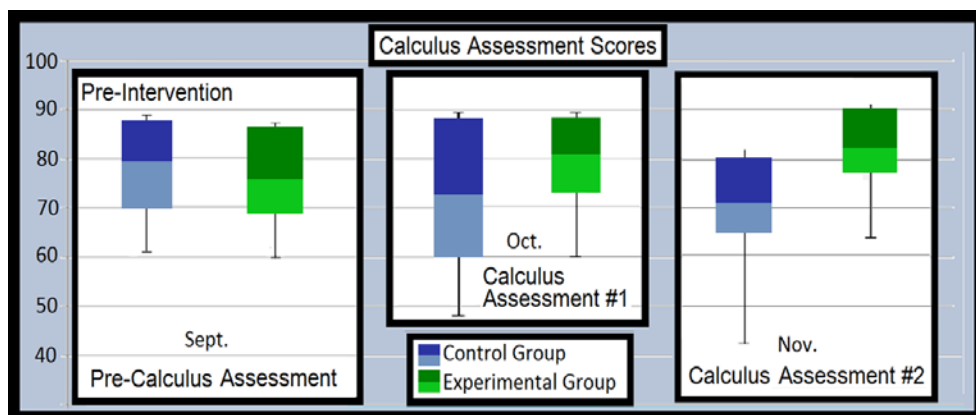 Calculus Assessment Scores
100
90
80
70
60
50
40
Pre-Intervention
Sept.
Pre-Calculus Assessment
Oct.
Calculus
Assessment #1
Control Group
Experimental Group
Nov.
Calculus Assessment #2